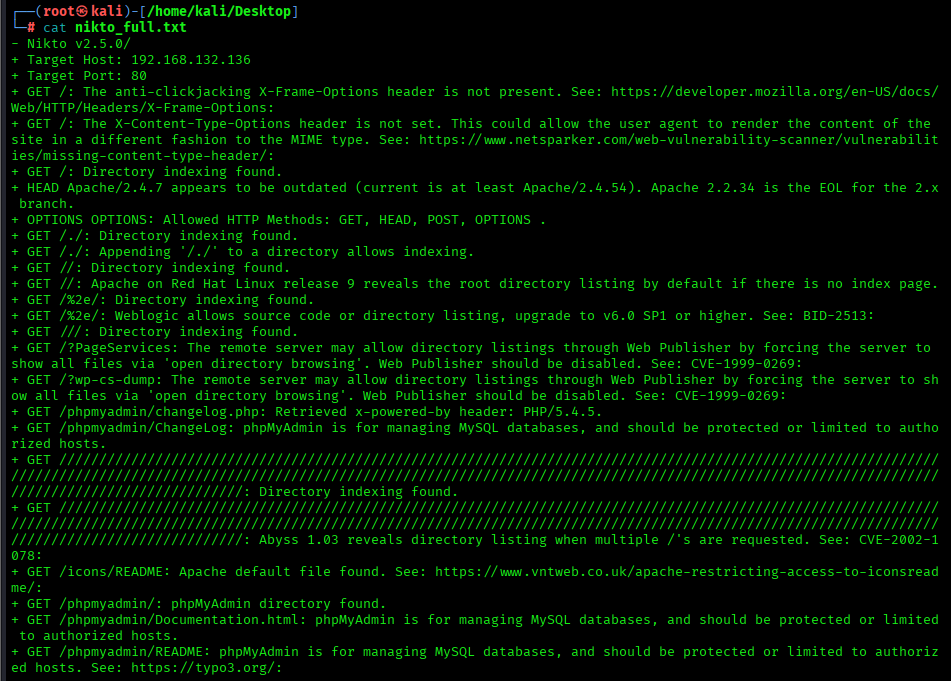 ┌──(root㉿kali)-[/home/kali/Desktop]
└─# cat nikto_full.txt
- Nikto v2.5.0/
+ Target Host: 192.168.132.136
+ Target Port: 80
+ GET /: The anti-clickjacking X-Frame-Options header is not present. See: https://developer.mozilla.org/en-US/docs/
Web/HTTP/Headers/X-Frame-Options:
+ GET /: The X-Content-Type-Options header is not set. This could allow the user agent to render the content of the
site in a different fashion to the MIME type. See: https://www.netsparker.com/web-vulnerability-scanner/vulnerabilit
ies/missing-content-type-header/:
+ GET /: Directory indexing found.
+ HEAD Apache/2.4.7 appears to be outdated (current is at least Apache/2.4.54). Apache 2.2.34 is the EOL for the 2.x
 branch.
+ OPTIONS OPTIONS: Allowed HTTP Methods: GET, HEAD, POST, OPTIONS .
+ GET /./: Directory indexing found.
+ GET /./: Appending '/./' to a directory allows indexing.
+ GET //: Directory indexing found.
+ GET //: Apache on Red Hat Linux release 9 reveals the root directory listing by default if there is no index page.
+ GET /%2e/: Directory indexing found.
+ GET /%2e/: Weblogic allows source code or directory listing, upgrade to v6.0 SP1 or higher. See: BID-2513:
+ GET ///: Directory indexing found.
+ GET /?PageServices: The remote server may allow directory listings through Web Publisher by forcing the server to
show all files via 'open directory browsing'. Web Publisher should be disabled. See: CVE-1999-0269:
+ GET /?wp-cs-dump: The remote server may allow directory listings through Web Publisher by forcing the server to sh
ow all files via 'open directory browsing'. Web Publisher should be disabled. See: CVE-1999-0269:
+ GET /phpmyadmin/changelog.php: Retrieved x-powered-by header: PHP/5.4.5.
+ GET /phpmyadmin/ChangeLog: phpMyAdmin is for managing MySQL databases, and should be protected or limited to autho
rized hosts.
+ GET //////////////////////////////////////////////////////////////////////////////////////////////////////////////
////////////////////////////////////////////////////////////////////////////////////////////////////////////////////
/////////////////////////////: Directory indexing found.
+ GET //////////////////////////////////////////////////////////////////////////////////////////////////////////////
////////////////////////////////////////////////////////////////////////////////////////////////////////////////////
/////////////////////////////: Abyss 1.03 reveals directory listing when multiple /'s are requested. See: CVE-2002-1
078:
+ GET /icons/README: Apache default file found. See: https://www.vntweb.co.uk/apache-restricting-access-to-iconsread
me/:
+ GET /phpmyadmin/: phpMyAdmin directory found.
+ GET /phpmyadmin/Documentation.html: phpMyAdmin is for managing MySQL databases, and should be protected or limited
 to authorized hosts.
+ GET /phpmyadmin/README: phpMyAdmin is for managing MySQL databases, and should be protected or limited to authoriz
ed hosts. See: https://typo3.org/: